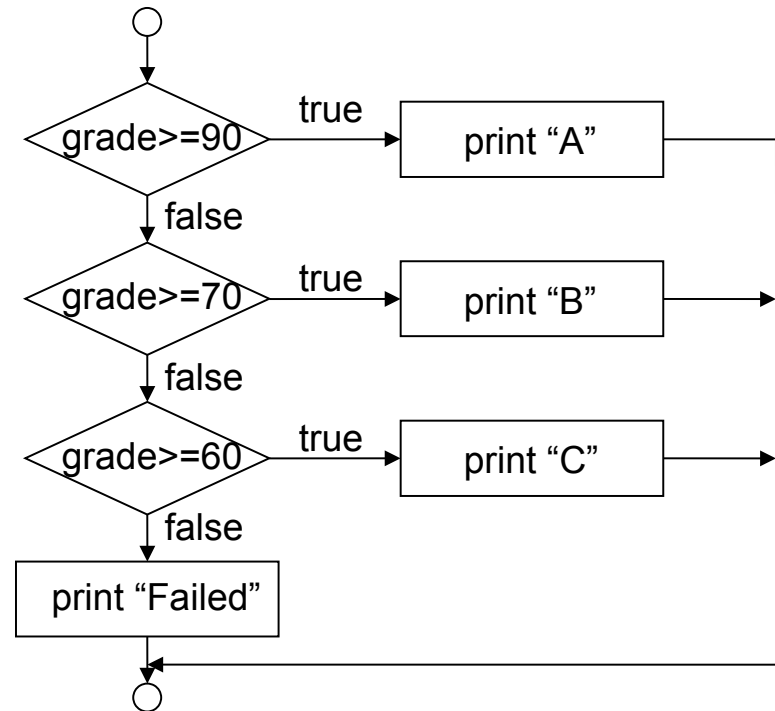 true
grade>=90
print “A”
false
true
grade>=70
print “B”
false
true
grade>=60
print “C”
false
print “Failed”